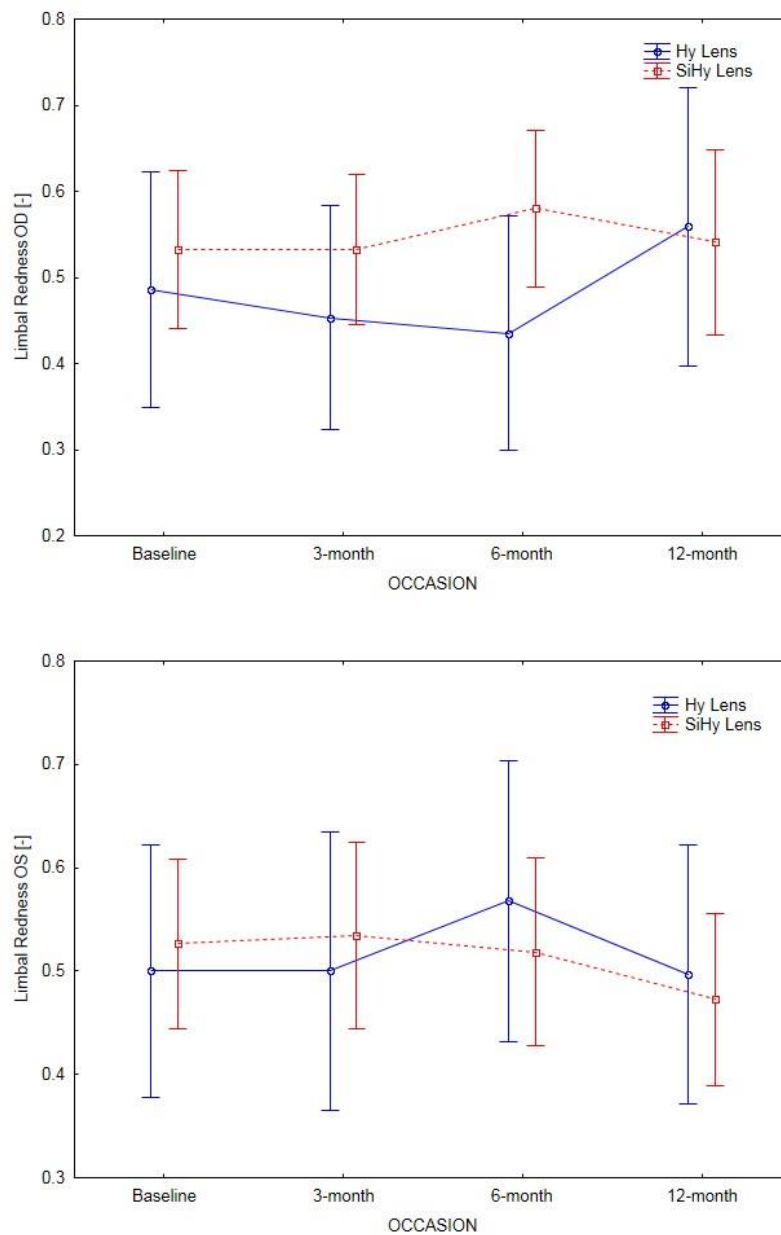 0.8
Hy Lens
SiHy Lens
0.7
0.6
0.5
0.4
0.3
0.2
Limbal Redness OD [-]
Baseline 3-month 6-month 12-month
OCCASION
0.8
Hy Lens
SiHy Lens
0.7
0.6
0.5
0.4
0.3
Limbal Redness OS [-]
Baseline 3-month 6-month 12-month
OCCASION